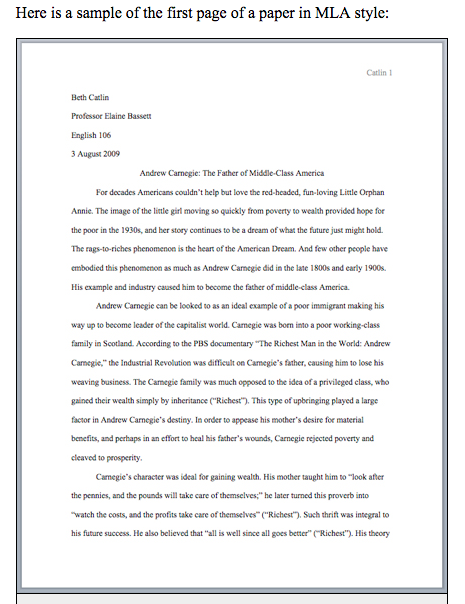 Here is a sample of the first page of a paper in MLA style:
Catlin 1
Beth Catlin
Professor Elaine Bassett
English 106
3 August 2009
Andrew Carnegie: The Father of Middle-Class America
For decades Americans couldn't help but love the red-headed, fun-loving Little Orphan
Annie. The image of the little girl moving so quickly from poverty to wealth provided hope for
the poor in the 1930s, and her story continues to be a dream of what the future just might hold.
The rags-to-riches phenomenon is the heart of the American Dream. And few other people have
embodied this phenomenon as much as Andrew Carnegie did in the late 1800s and early 1900s.
His example and industry caused him to become the father of middle-class America.
Andrew Carnegie can be looked to as an ideal example of a poor immigrant making his
way up to become leader of the capitalist world. Carnegie was born into a poor working-class
family in Scotland. According to the PBS documentary "The Richest Man in the World: Andrew
Carnegie," the Industrial Revolution was difficult on Carnegie's father, causing him to lose his
weaving business. The Carnegie family was much opposed to the idea of a privileged class, who
gained their wealth simply by inheritance ("Richest"). This type of upbringing played a large
factor in Andrew Carnegie's destiny. In order to appease his mother's desire for material
benefits, and perhaps in an effort to heal his father's wounds, Carnegie rejected poverty and
cleaved to prosperity.
Carnegie's character was ideal for gaining wealth. His mother taught him to "look after
the pennies, and the pounds will take care of themselves;" he later turned this proverb into
"watch the costs, and the profits take care of themselves" ("Richest"). Such thrift was integral to
his future success. He also believed that "all is well since all goes better" ("Richest"). His theory